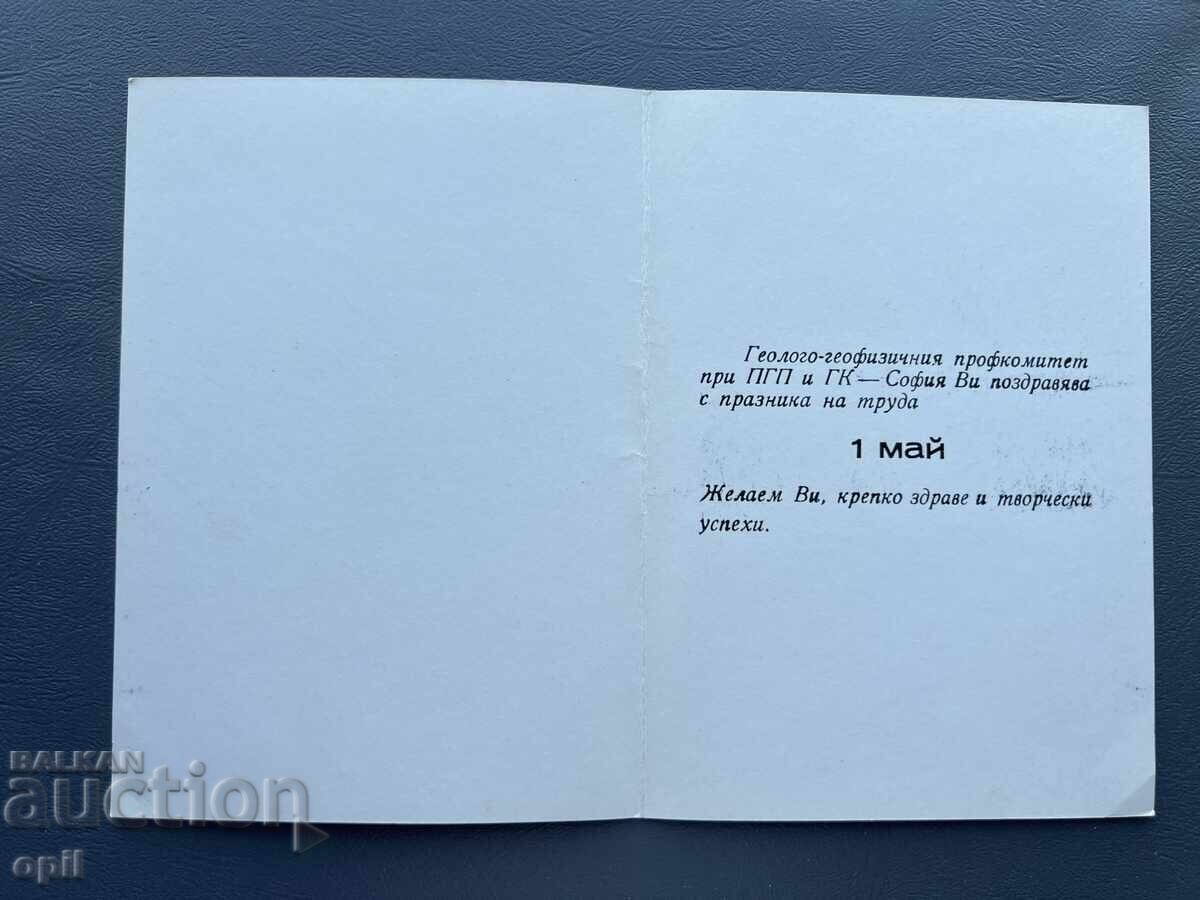 Геолого-геофизичния профкомитет
при ПГП и ГК — София Ви поздравява
с празника на труда
1 май
Желаем Ви, крепко здраве и творчески
успехи.
BALKAN
auction
opil